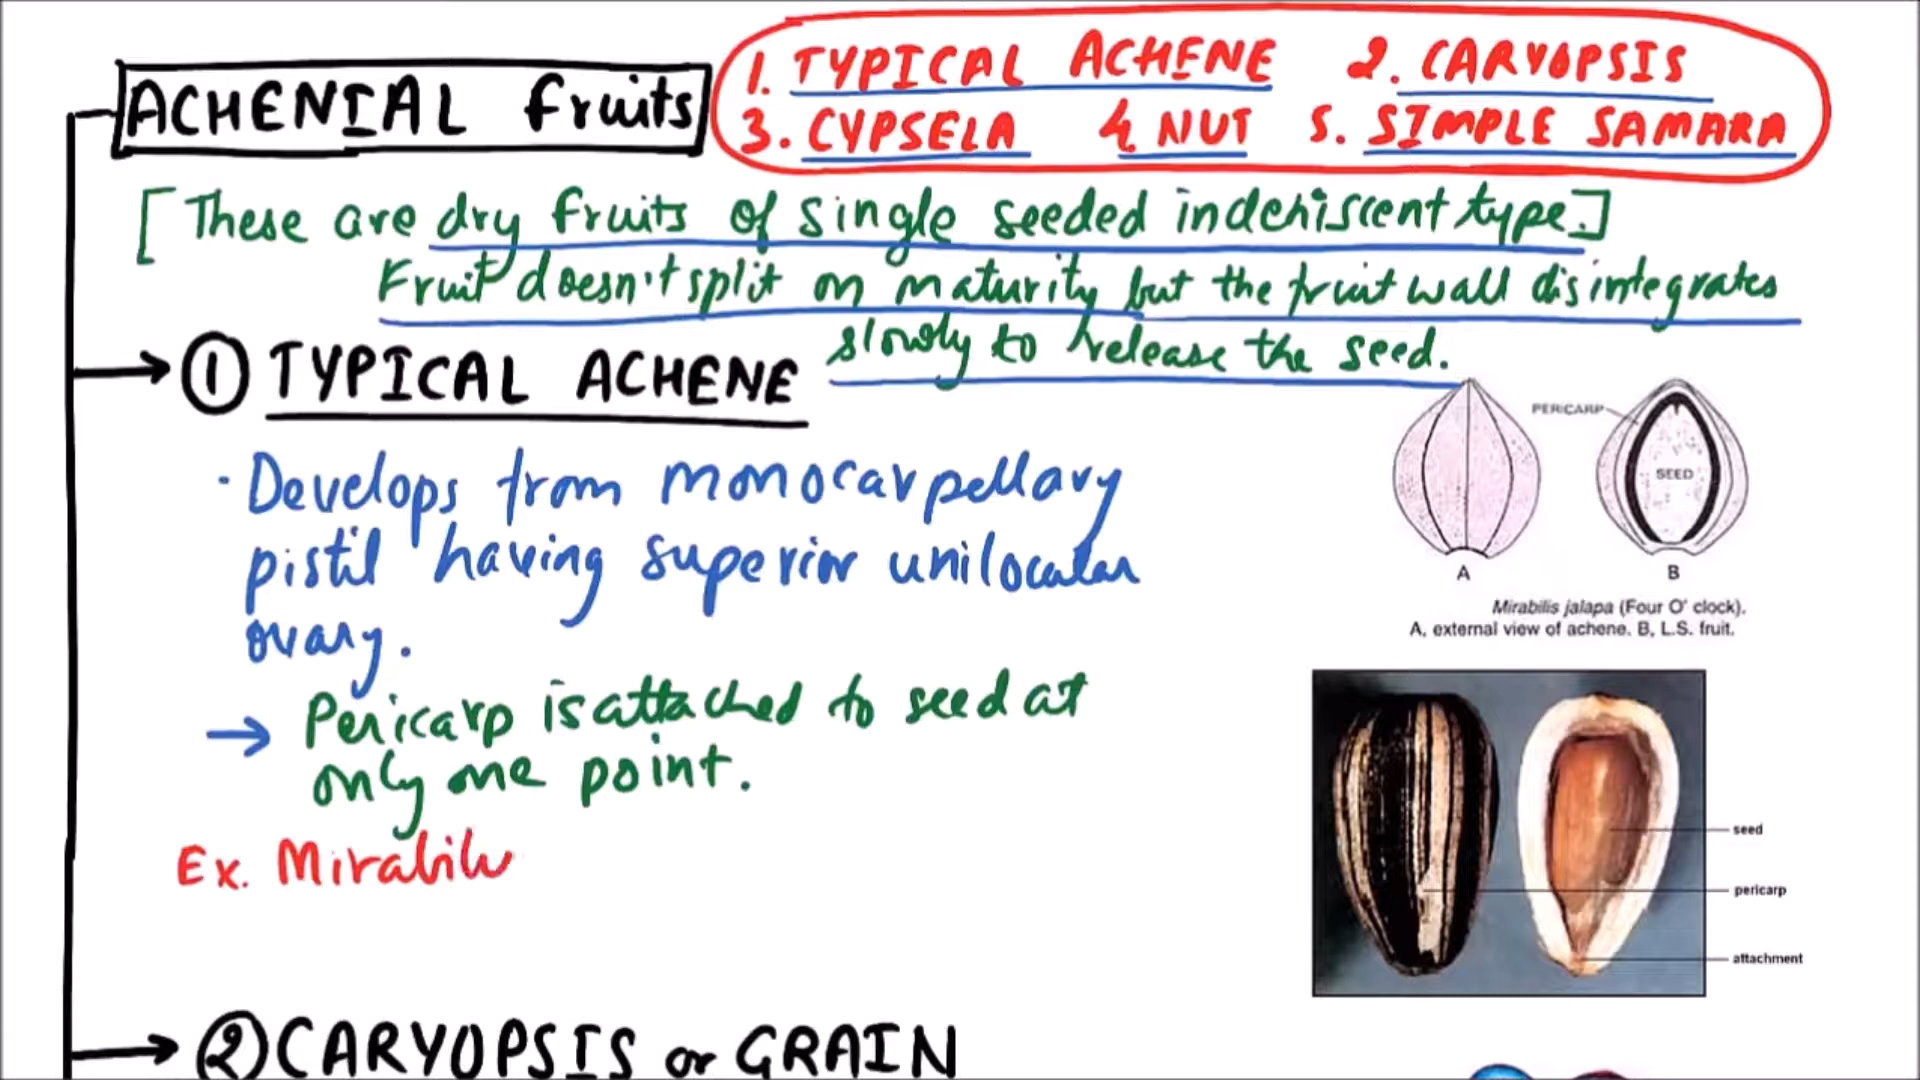 ACHENIAL fruits
1. TYPICAL ACHENE 2. CARYOPSIS
3. CYPSELA 4. NUT 5. SIMPLE SAMARA
[These are dry fruits of single seeded indehiscent type.]
Fruit doesn't split on maturity but the fruit wall disintegrates
slowly to release the seed.
① TYPICAL ACHENE
· Develops from monocarpellary
pistil having superior unilocular
ovary.
→ Pericarp is attached to seed at
only one point.
Ex. Mirabilu
PERICARP
SEED
A B
Mirabilis jalapa (Four O' clock).
A, external view of achene. B, L.S. fruit.
seed
pericarp
attachment
② CARYOPSIS or GRAIN